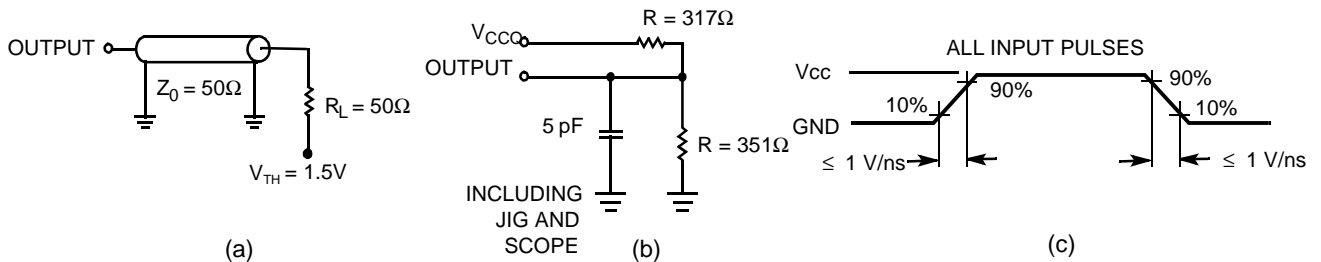 OUTPUT
Z0 = 50Ω
RL = 50Ω
VTH = 1.5V
(a)
R = 317Ω
VCCQ
OUTPUT
5 pF
R = 351Ω
INCLUDING
JIG AND
SCOPE
(b)
ALL INPUT PULSES
Vcc
GND
10%
90%
90%
10%
≤ 1 V/ns
≤ 1 V/ns
(c)